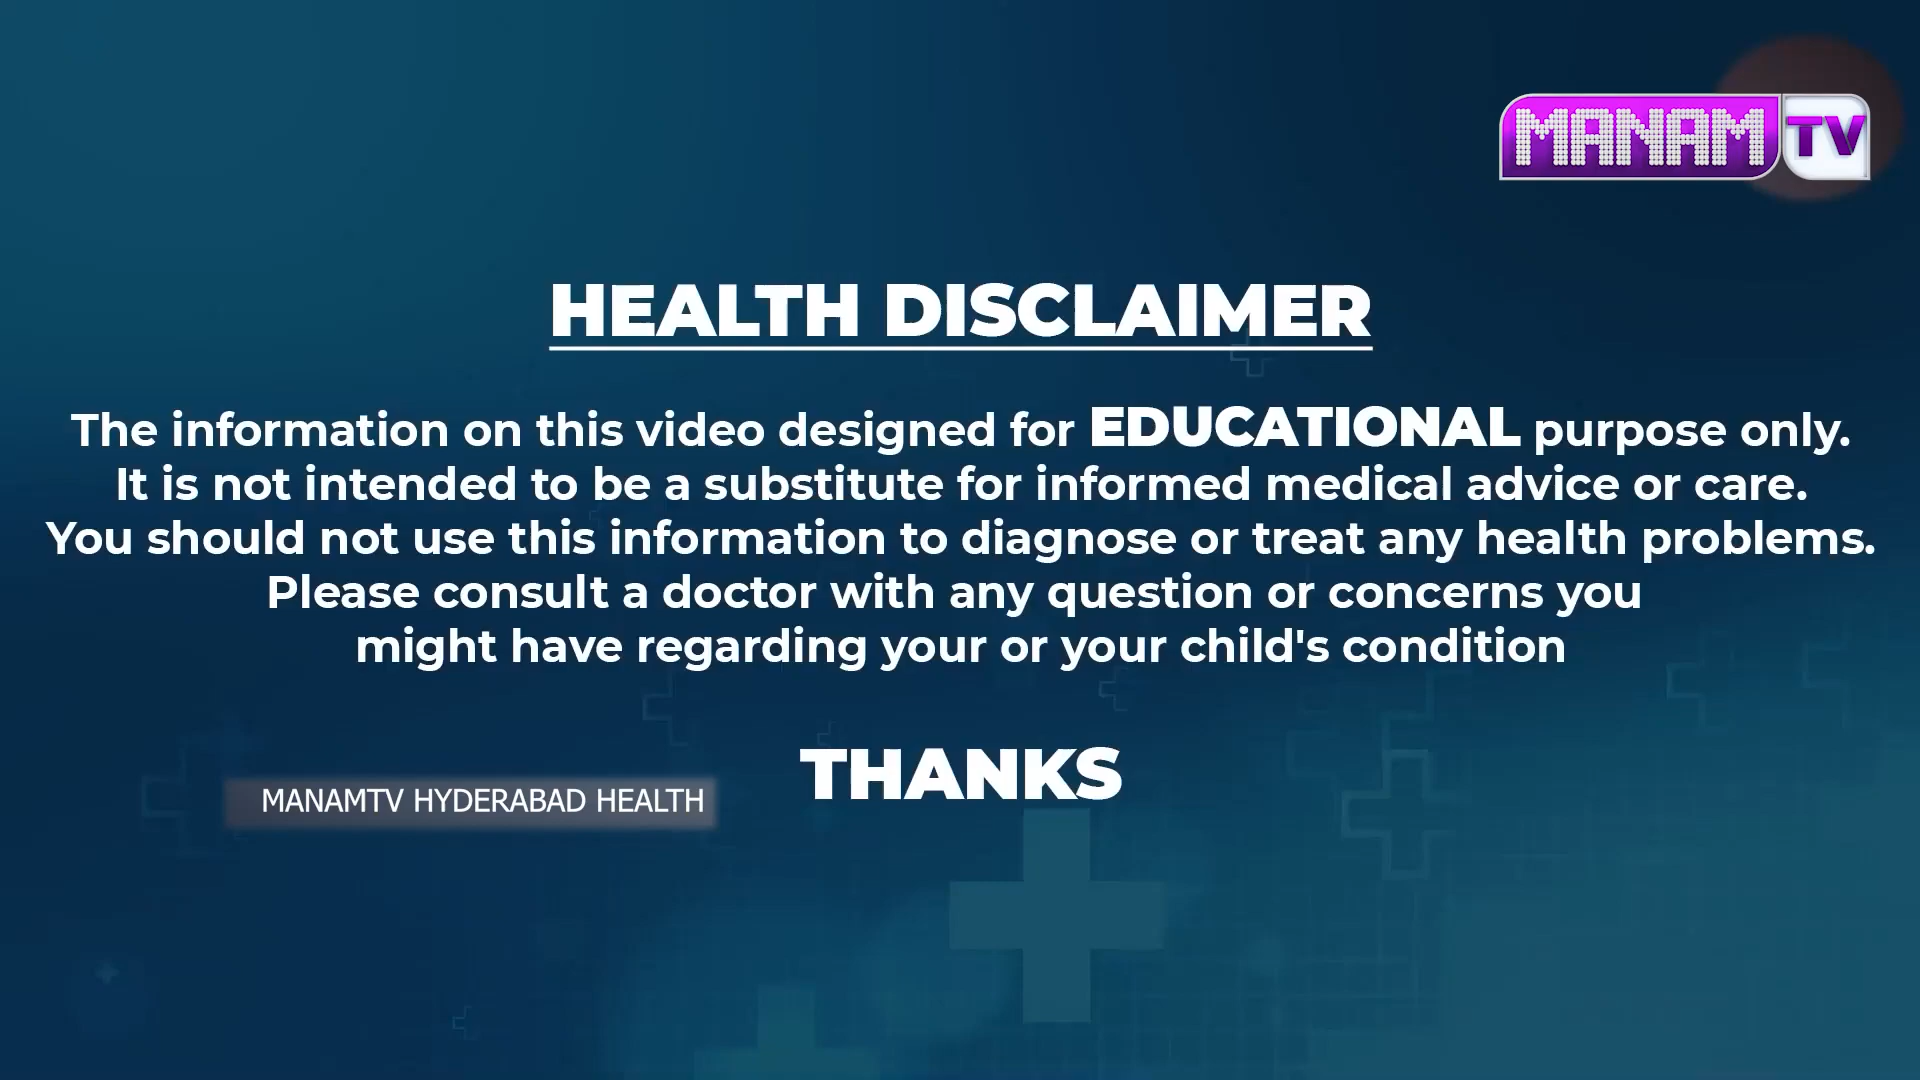 MANAM TV
HEALTH DISCLAIMER
The information on this video designed for EDUCATIONAL purpose only.
It is not intended to be a substitute for informed medical advice or care.
You should not use this information to diagnose or treat any health problems.
Please consult a doctor with any question or concerns you
might have regarding your or your child's condition
THANKS
MANAMTV HYDERABAD HEALTH